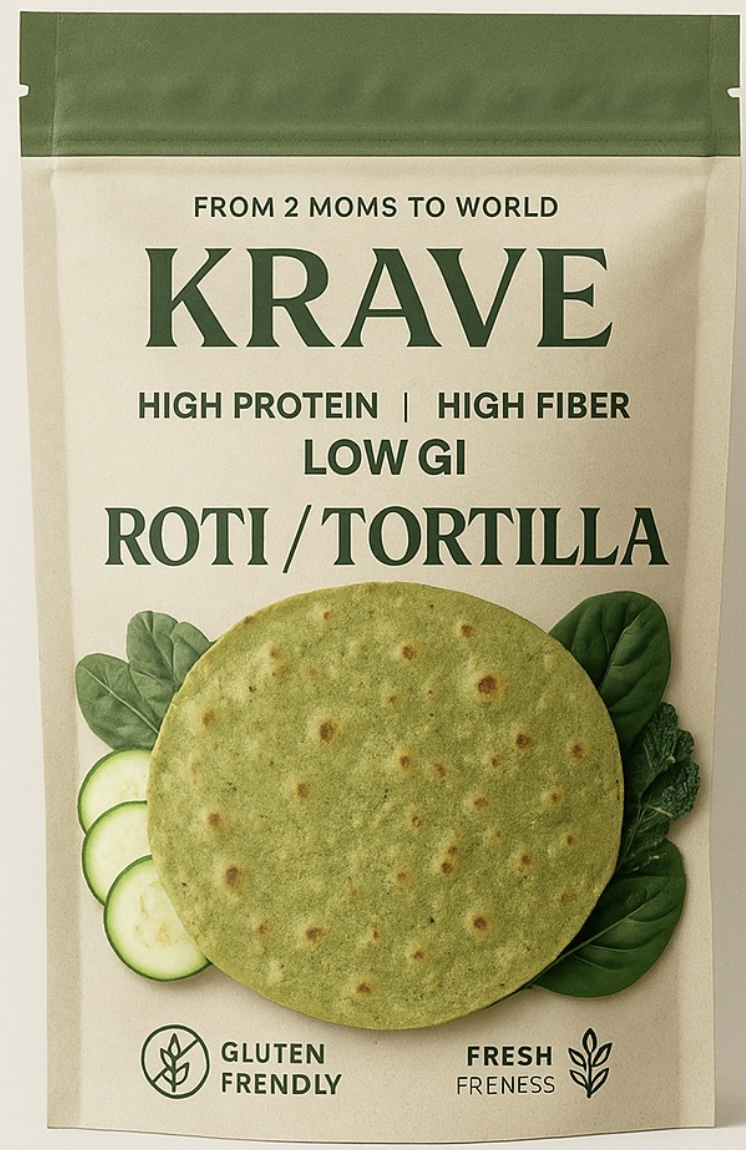 FROM 2 MOMS TO WORLD
KRAVE
HIGH PROTEIN | HIGH FIBER
LOW GI
ROTI / TORTILLA
GLUTEN
FRENDLY
FRESH
FRENESS